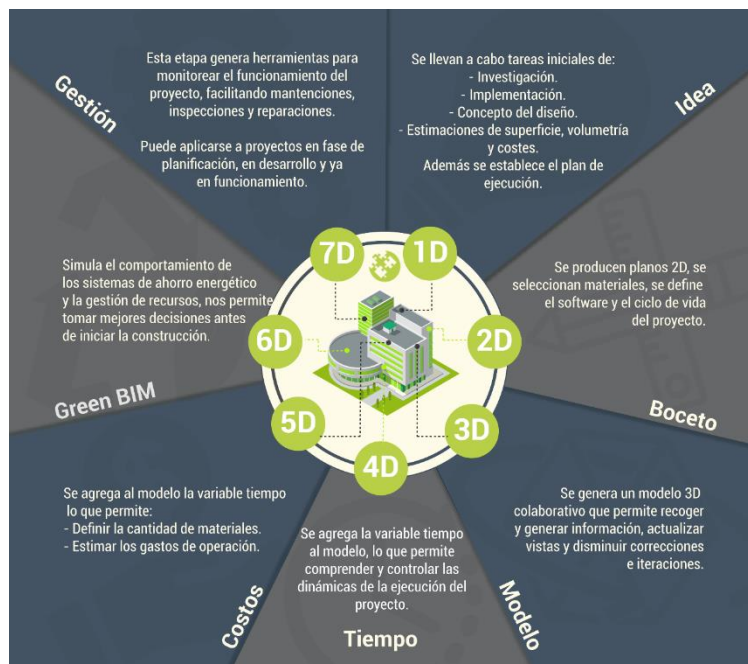 Se llevan a cabo tareas iniciales de:
- Investigación.
- Implementación.
- Concepto del diseño.
- Estimaciones de superficie, volumetría
y costes.
Además se establece el plan de
ejecución.
Idea
1D
Se producen planos 2D, se
seleccionan materiales, se define
el software y el ciclo de vida
del proyecto.
Boceto
2D
Se genera un modelo 3D
colaborativo que permite recoger
y generar información, actualizar
vistas y disminuir correcciones
e iteraciones.
Modelo
3D
Se agrega la variable tiempo
al modelo, lo que permite
comprender y controlar las
dinámicas de la ejecución del
proyecto.
Tiempo
4D
Se agrega al modelo la variable tiempo
lo que permite:
- Definir la cantidad de materiales.
- Estimar los gastos de operación.
Costos
5D
Simula el comportamiento de
los sistemas de ahorro energético
y la gestión de recursos, nos permite
tomar mejores decisiones antes
de iniciar la construcción.
Green BIM
6D
Esta etapa genera herramientas para
monitorear el funcionamiento del
proyecto, facilitando mantenciones,
inspecciones y reparaciones.
Puede aplicarse a proyectos en fase de
planificación, en desarrollo y ya
en funcionamiento.
Gestión
7D